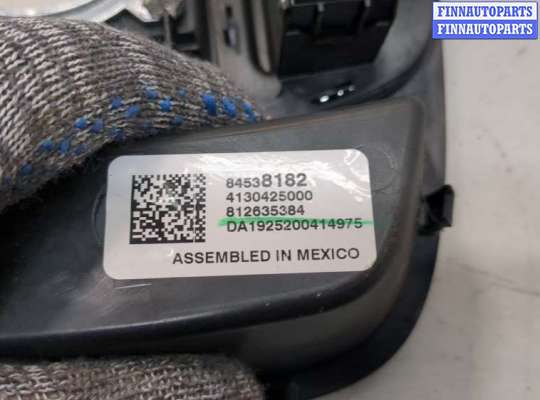 FINNAUTOPARTS
FINNAUTOPARTS
84538182
4130425000
812635384
DA1925200414975
ASSEMBLED IN MEXICO